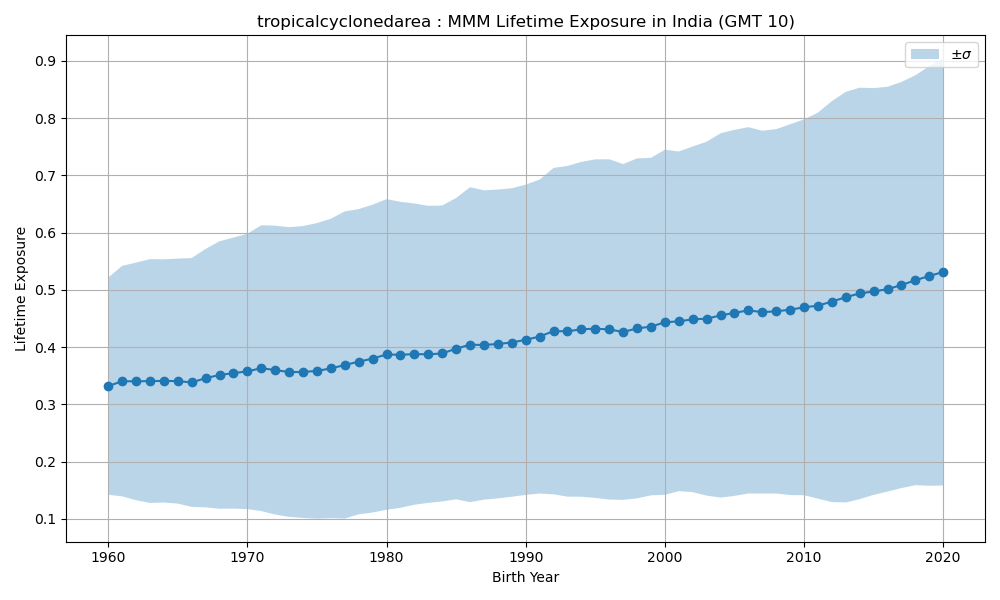 tropicalcyclonedarea : MMM Lifetime Exposure in India (GMT 10)
±σ
Lifetime Exposure
0.9
0.8
0.7
0.6
0.5
0.4
0.3
0.2
0.1
1960 1970 1980 1990 2000 2010 2020
Birth Year